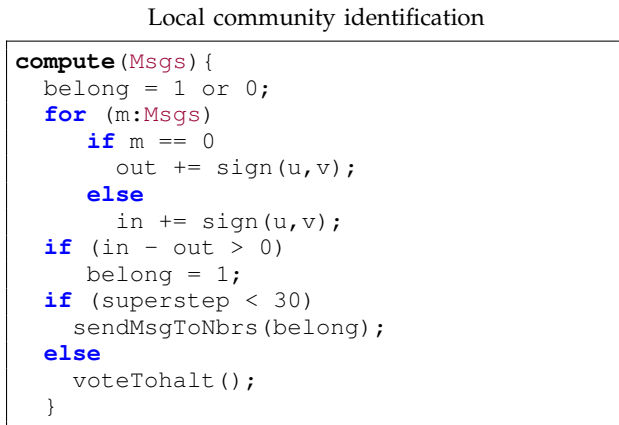 Local community identification
compute(Msgs){
  belong = 1 or 0;
  for (m:Msgs)
     if m == 0
       out += sign(u,v);
     else
       in += sign(u,v);
  if (in - out > 0)
     belong = 1;
  if (superstep < 30)
    sendMsgToNbrs(belong);
  else
    voteTohalt();
  }